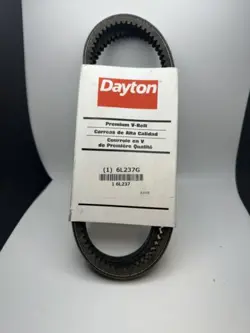 Dayton
Premium V-Belt
Correas de Alta Calidad
Courroie en V
de Première Qualité
(1) 6L237G